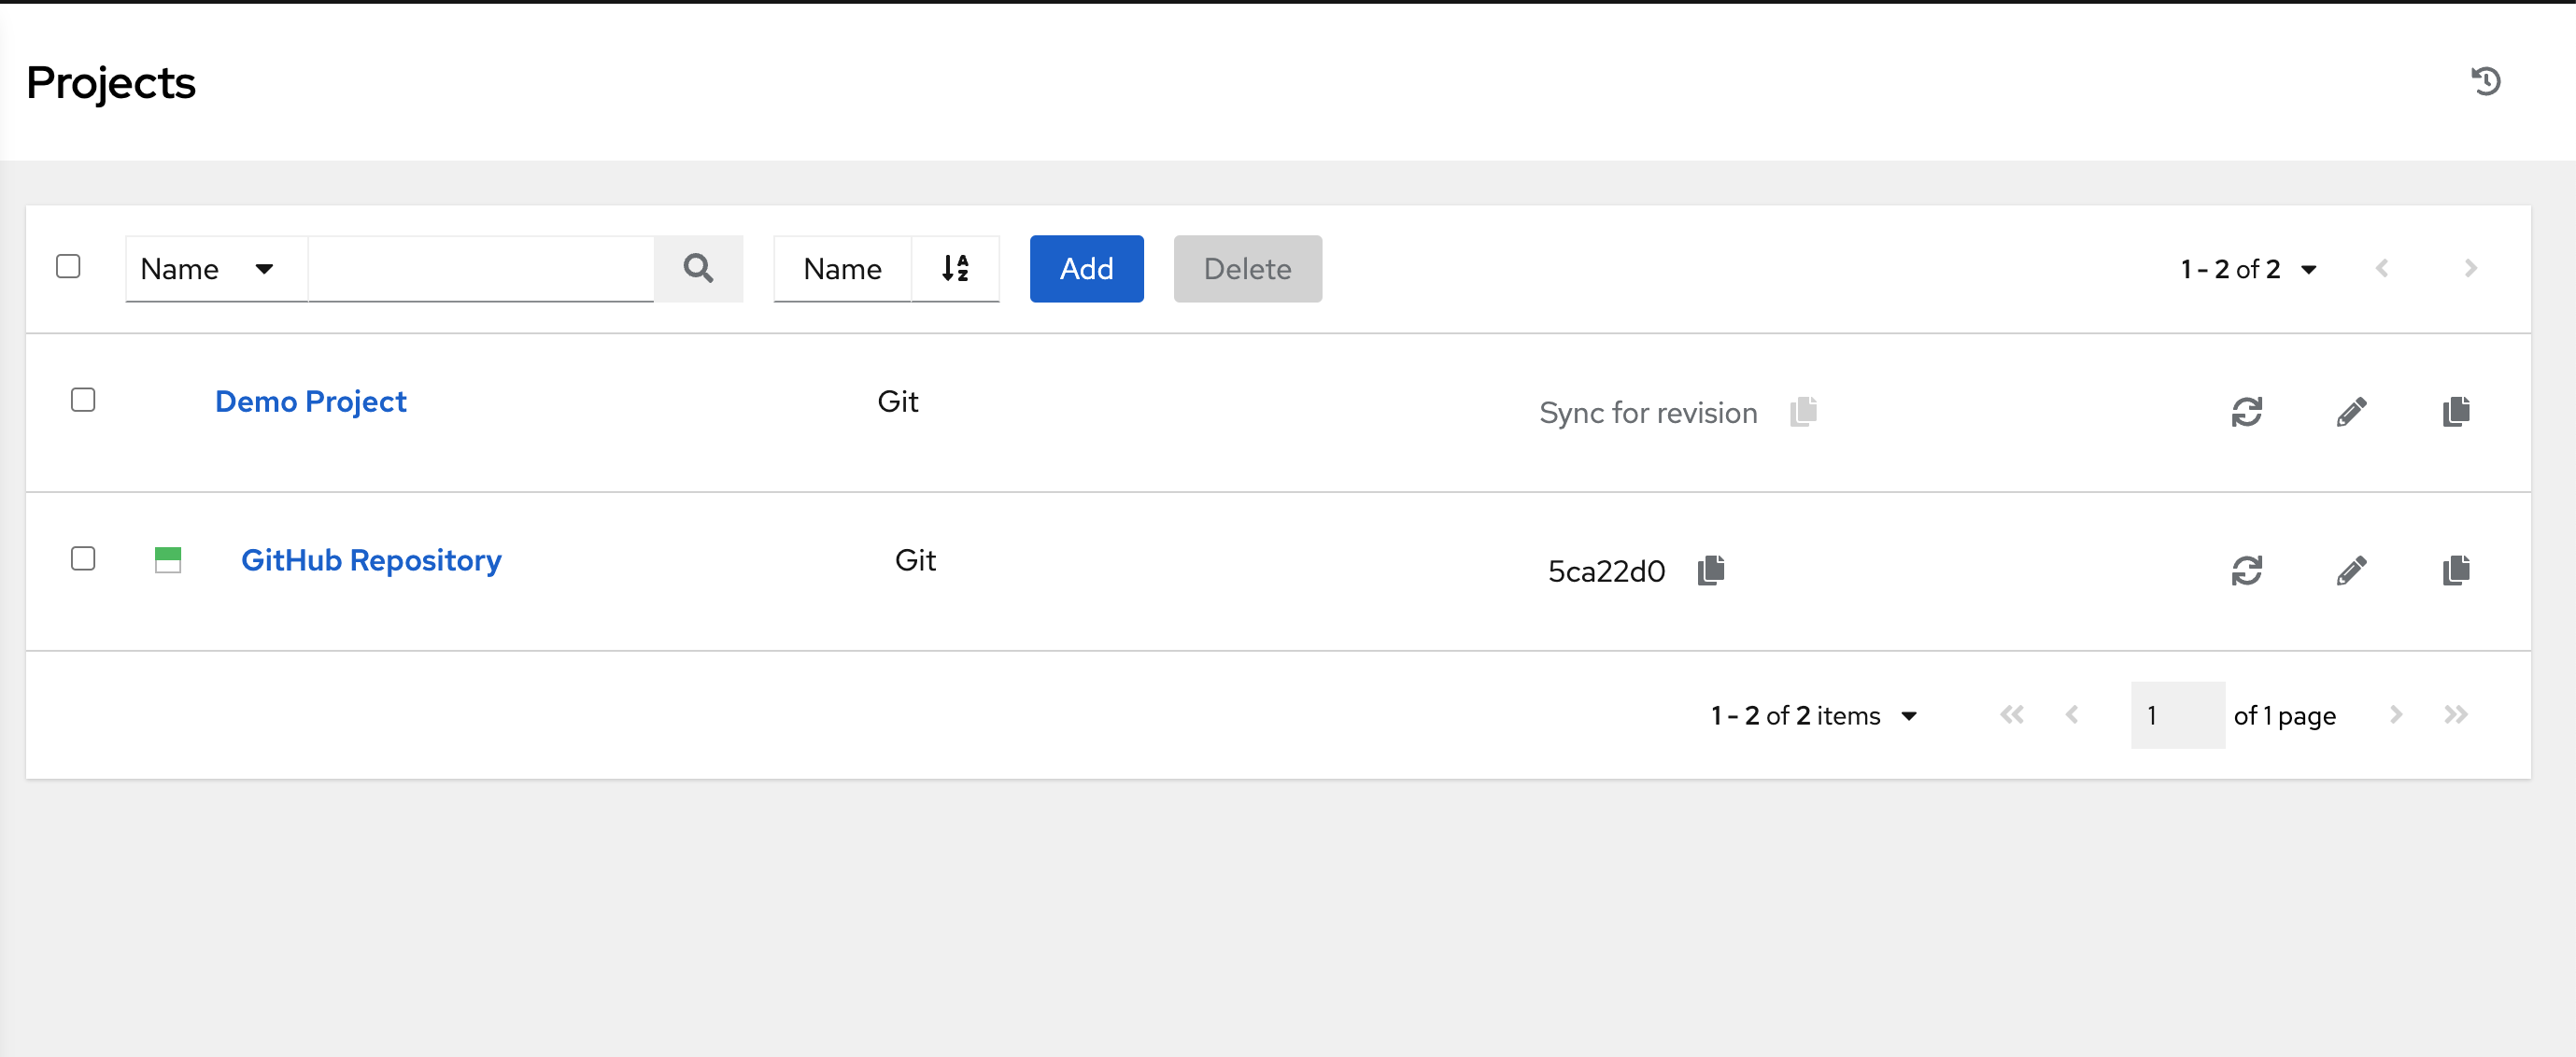 Projects
Name Name Add Delete 1 - 2 of 2
Demo Project Git Sync for revision
GitHub Repository Git 5ca22d0
1 - 2 of 2 items 1 of 1 page